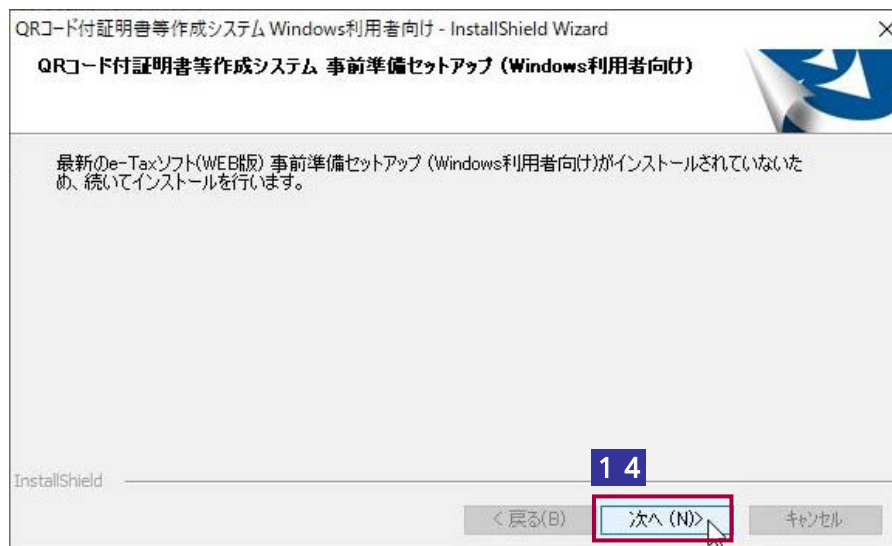 QRコード付証明書等作成システム Windows利用者向け - InstallShield Wizard
QRコード付証明書等作成システム 事前準備セットアップ (Windows利用者向け)
最新のe-Taxソフト(WEB版) 事前準備セットアップ (Windows利用者向け)がインストールされていないた
め、続いてインストールを行います。
１４
InstallShield
< 戻る(B)
次へ (N)>
キャンセル